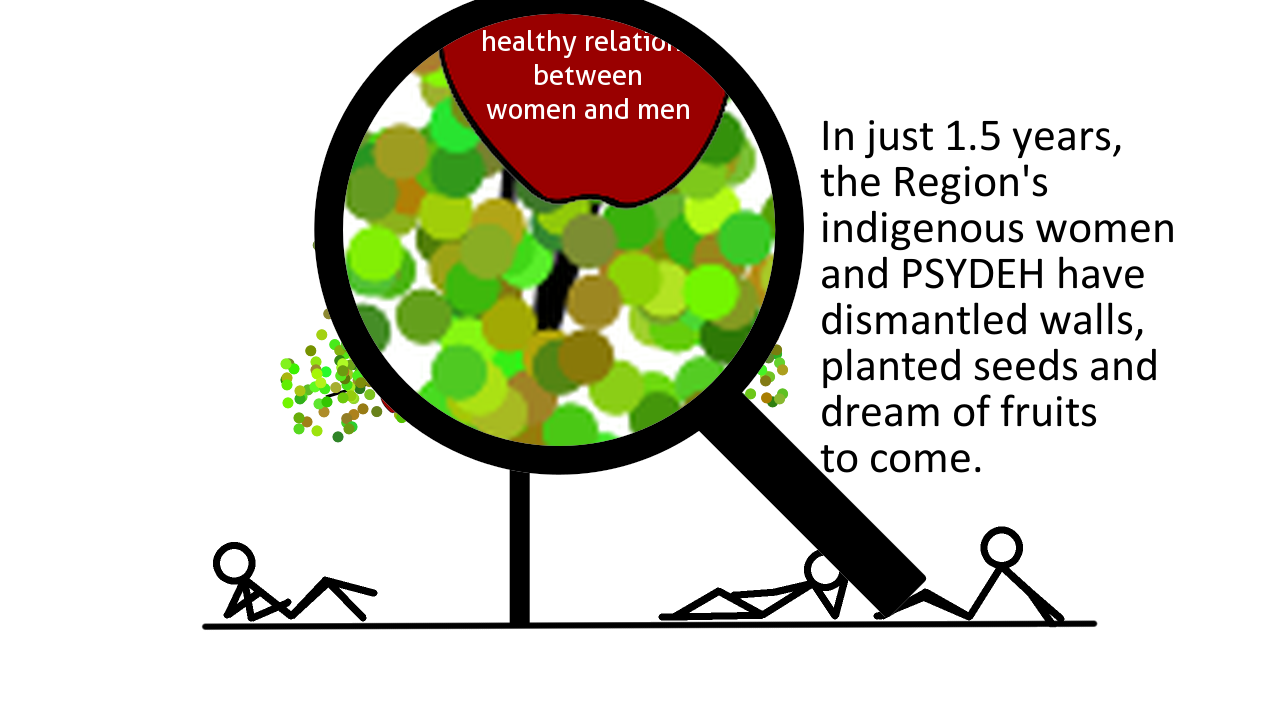 healthy relation
between
women and men
In just 1.5 years,
the Region's
indigenous women
and PSYDEH have
dismantled walls,
planted seeds and
dream of fruits
to come.